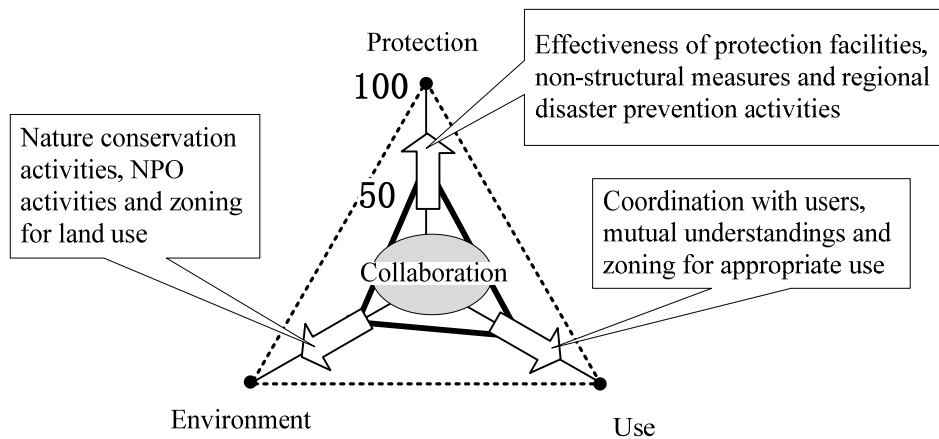 Protection
100
50
Effectiveness of protection facilities,
non-structural measures and regional
disaster prevention activities
Nature conservation
activities, NPO
activities and zoning
for land use
Coordination with users,
mutual understandings and
zoning for appropriate use
Collaboration
Environment
Use